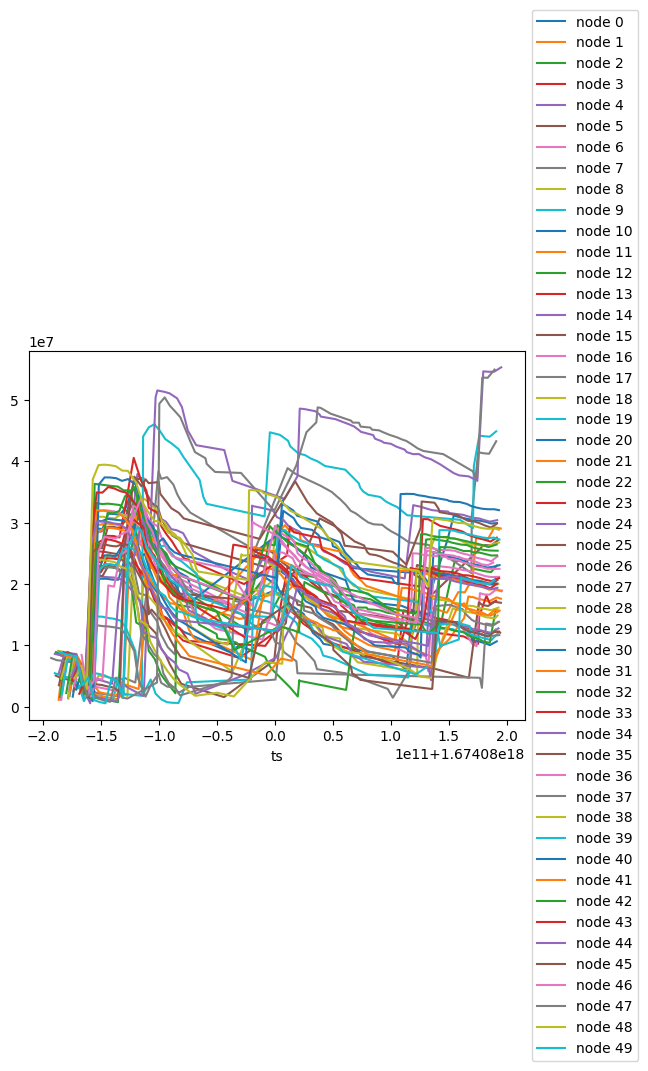 1e7
5
4
3
2
1
0
−2.0 −1.5 −1.0 −0.5 0.0 0.5 1.0 1.5 2.0
1e11+1.67408e18
ts
node 0
node 1
node 2
node 3
node 4
node 5
node 6
node 7
node 8
node 9
node 10
node 11
node 12
node 13
node 14
node 15
node 16
node 17
node 18
node 19
node 20
node 21
node 22
node 23
node 24
node 25
node 26
node 27
node 28
node 29
node 30
node 31
node 32
node 33
node 34
node 35
node 36
node 37
node 38
node 39
node 40
node 41
node 42
node 43
node 44
node 45
node 46
node 47
node 48
node 49